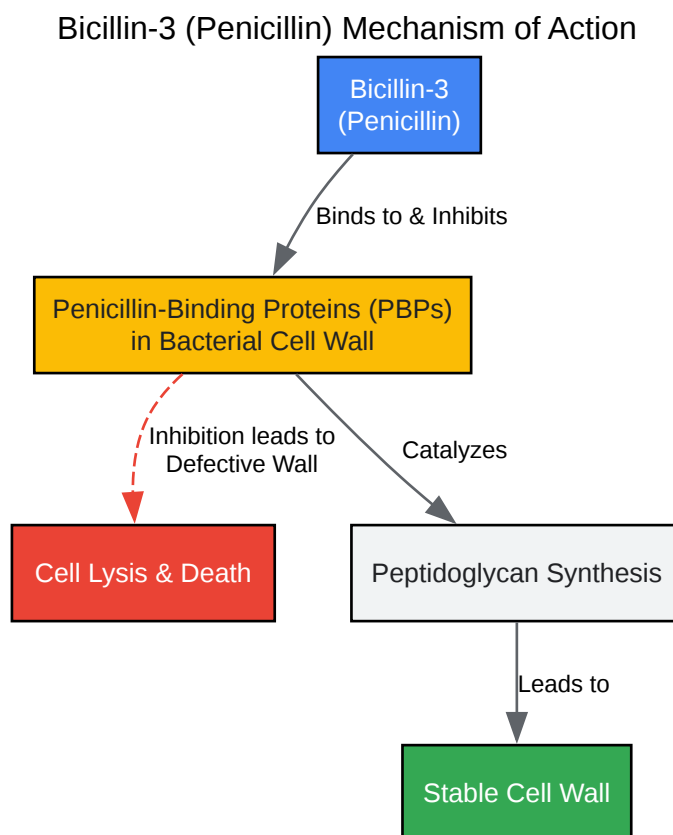 Bicillin-3 (Penicillin) Mechanism of Action
Bicillin-3
(Penicillin)
Binds to & Inhibits
Penicillin-Binding Proteins (PBPs)
in Bacterial Cell Wall
Inhibition leads to
Defective Wall
Catalyzes
Cell Lysis & Death
Peptidoglycan Synthesis
Leads to
Stable Cell Wall